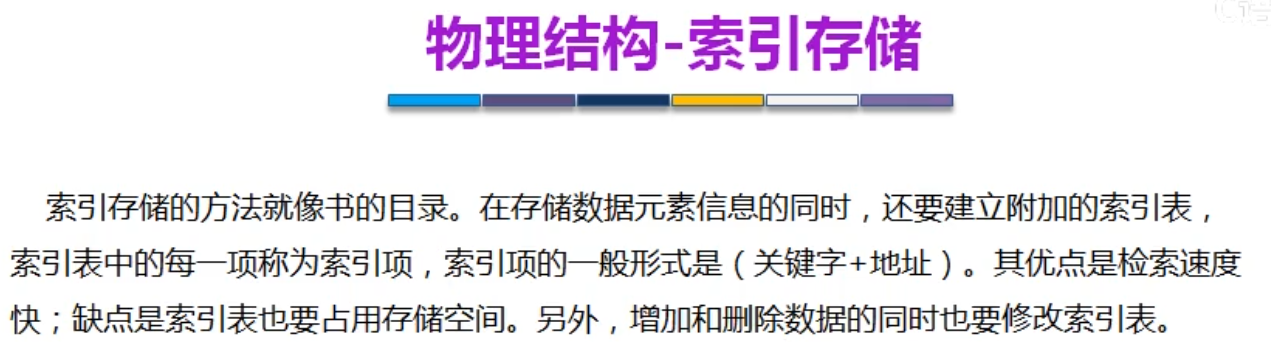 物理结构-索引存储
索引存储的方法就像书的目录。在存储数据元素信息的同时，还要建立附加的索引表，
索引表中的每一项称为索引项，索引项的一般形式是（关键字+地址）。其优点是检索速度
快；缺点是索引表也要占用存储空间。另外，增加和删除数据的同时也要修改索引表。